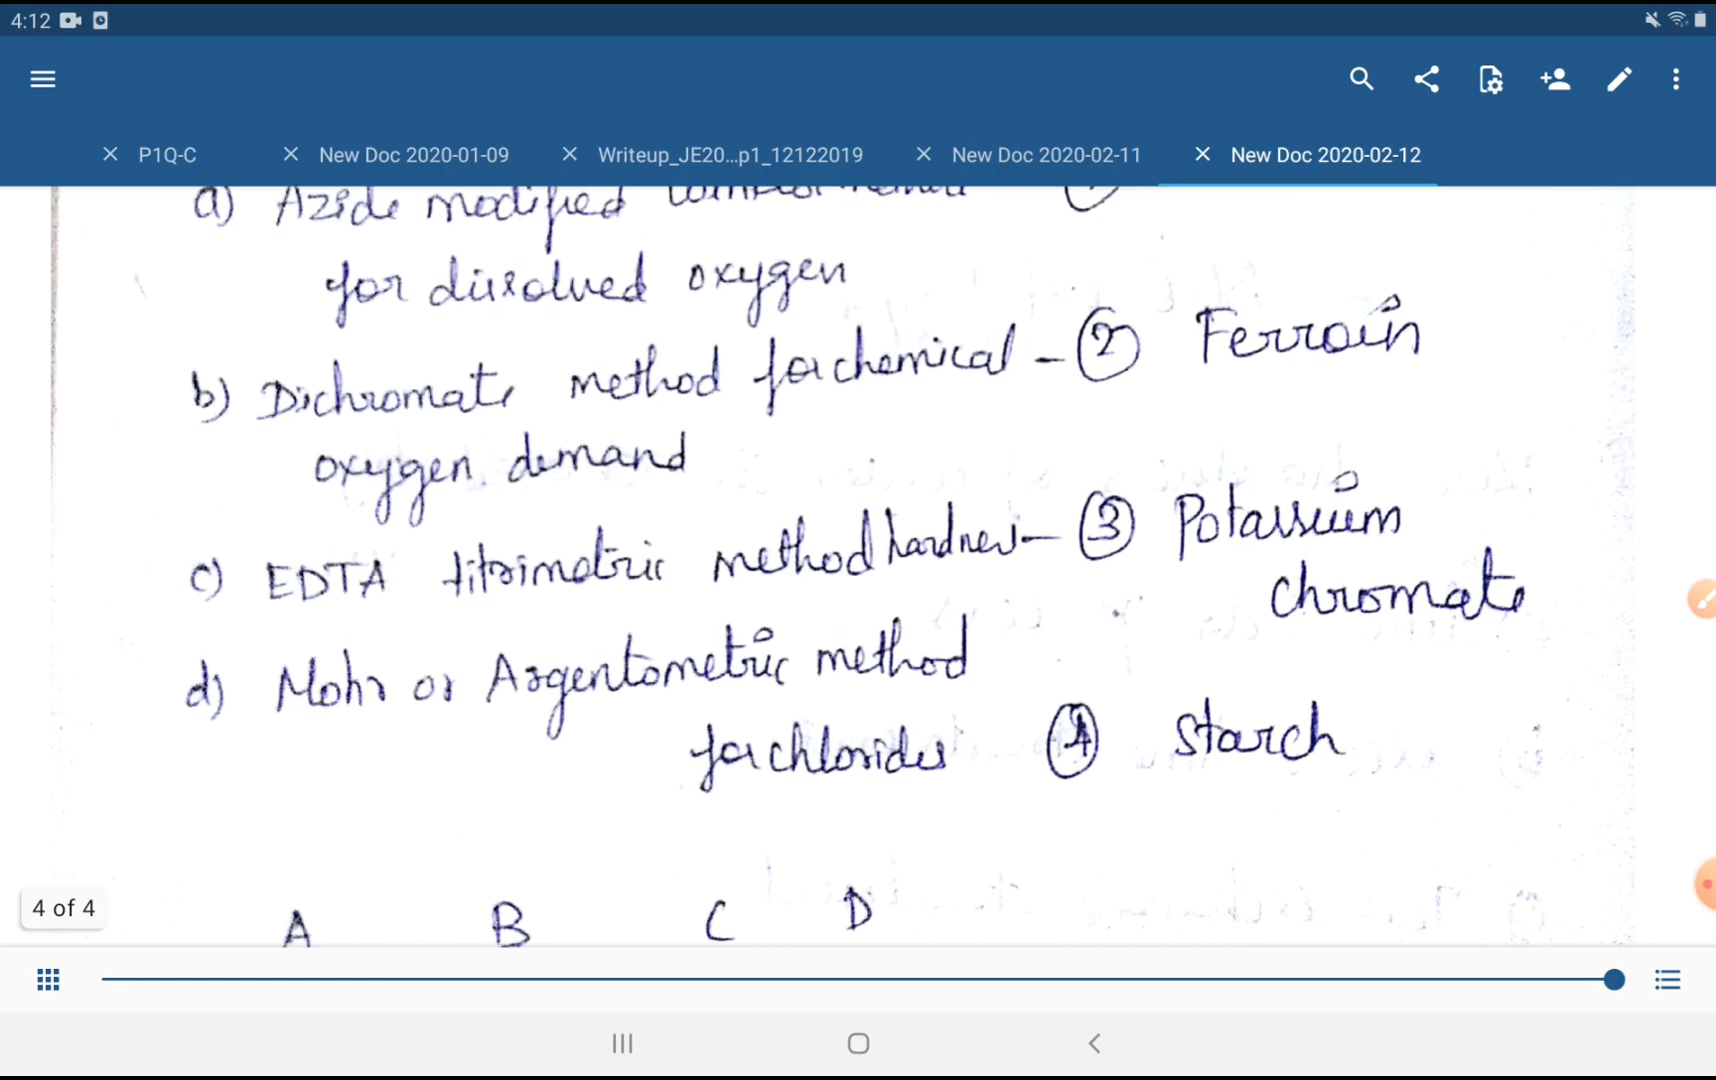 4:12
P1Q-C
New Doc 2020-01-09
Writeup_JE20...p1_12122019
New Doc 2020-02-11
New Doc 2020-02-12
a) Azide modified
for dissolved oxygen
b) Dichromate method for chemical - ② Ferroin
oxygen demand
c) EDTA titrimetric method hardness - ③ Potassium
chromate
d) Mohr or Argentometric method
for chlorides ④ starch
A B C D
4 of 4